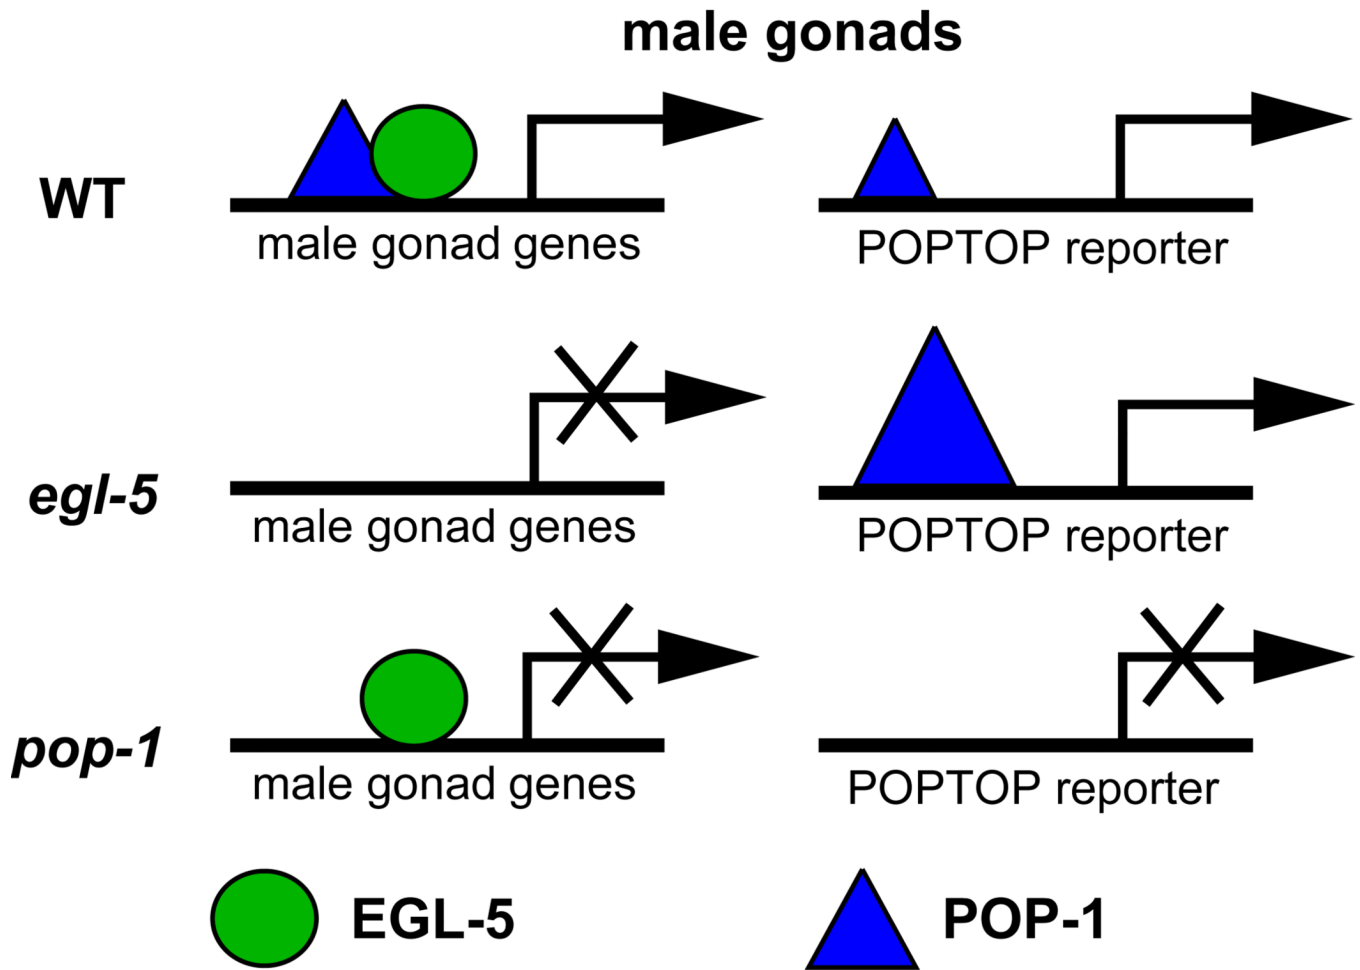 male gonads
WT
male gonad genes
POPTOP reporter
egl-5
male gonad genes
POPTOP reporter
pop-1
male gonad genes
POPTOP reporter
EGL-5
POP-1